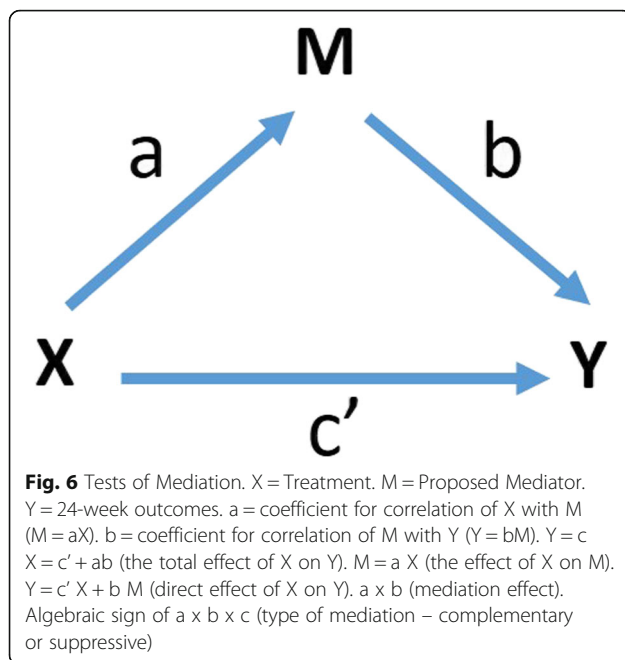 M
a
b
X
Y
c'
Fig. 6 Tests of Mediation. X = Treatment. M = Proposed Mediator.
Y = 24-week outcomes. a = coefficient for correlation of X with M
(M = aX). b = coefficient for correlation of M with Y (Y = bM). Y = c
X = c' + ab (the total effect of X on Y). M = a X (the effect of X on M).
Y = c' X + b M (direct effect of X on Y). a x b (mediation effect).
Algebraic sign of a x b x c (type of mediation – complementary
or suppressive)